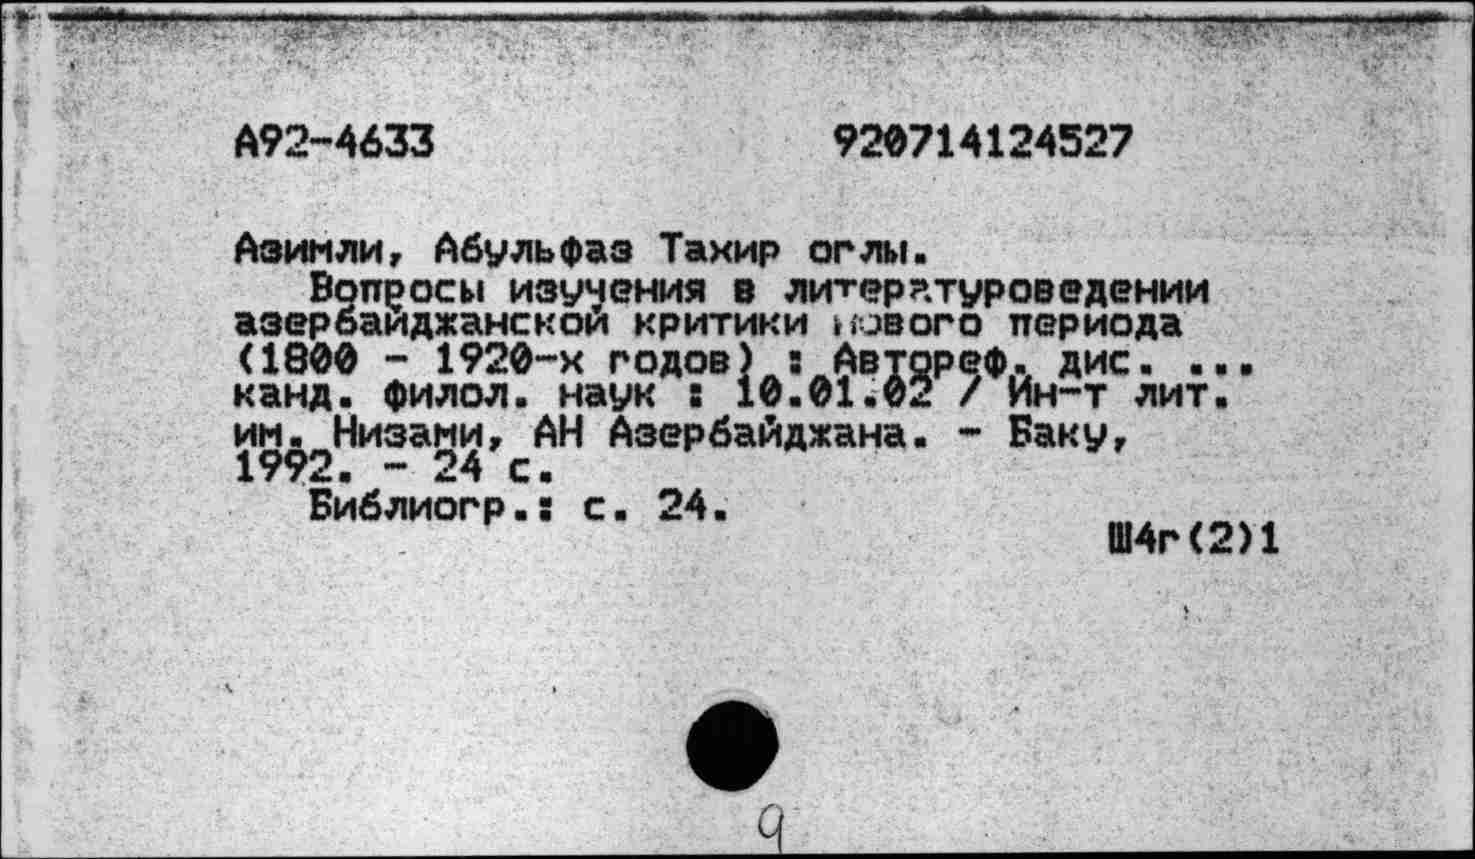 А92-4633 920714124527
Азимли, Абульфаз Тахир оглы.
Вопросы изучения в литературоведении
азербайджанской критики нового периода
(1800 - 1920-х годов) : Автореф. дис. ...
канд. филол. наук : 10.01.02 / Ин-т лит.
им. Низами, АН Азербайджана. - Баку,
1992. - 24 с.
Библиогр.: с. 24.
Ш4г(2)1
9